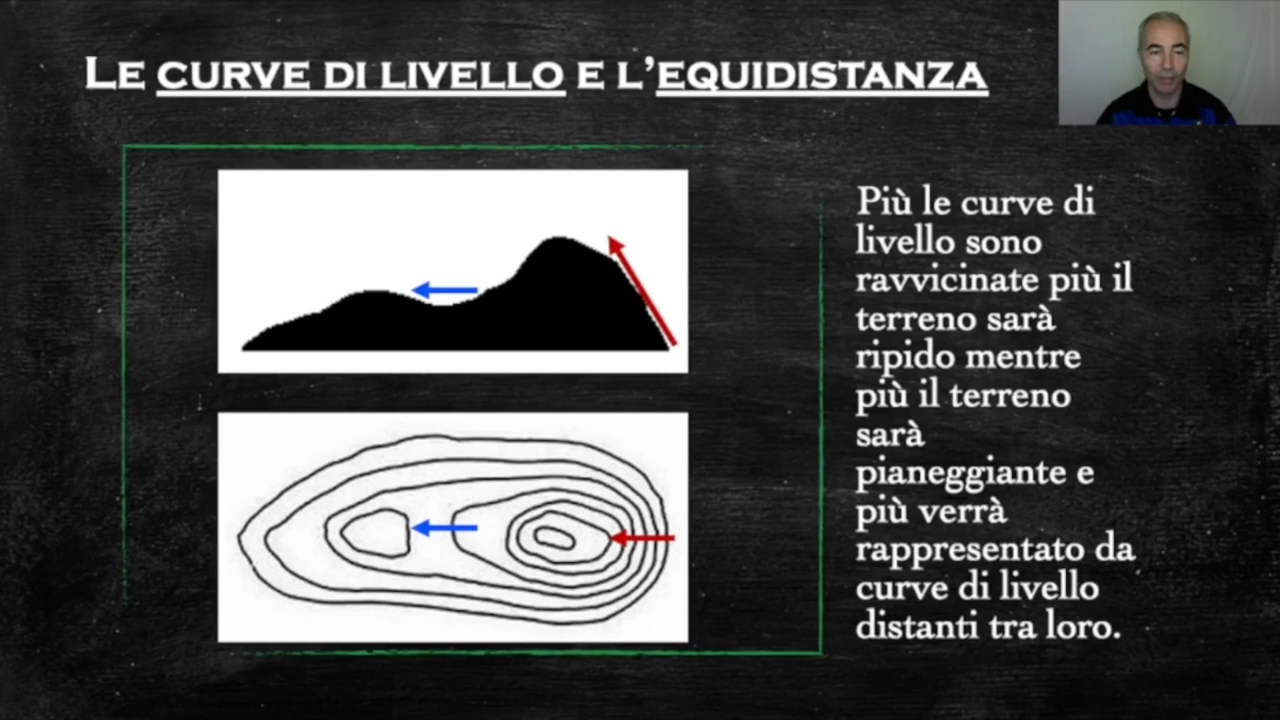 Le curve di livello e l’equidistanza
Più le curve di
livello sono
ravvicinate più il
terreno sarà
ripido mentre
più il terreno
sarà
pianeggiante e
più verrà
rappresentato da
curve di livello
distanti tra loro.